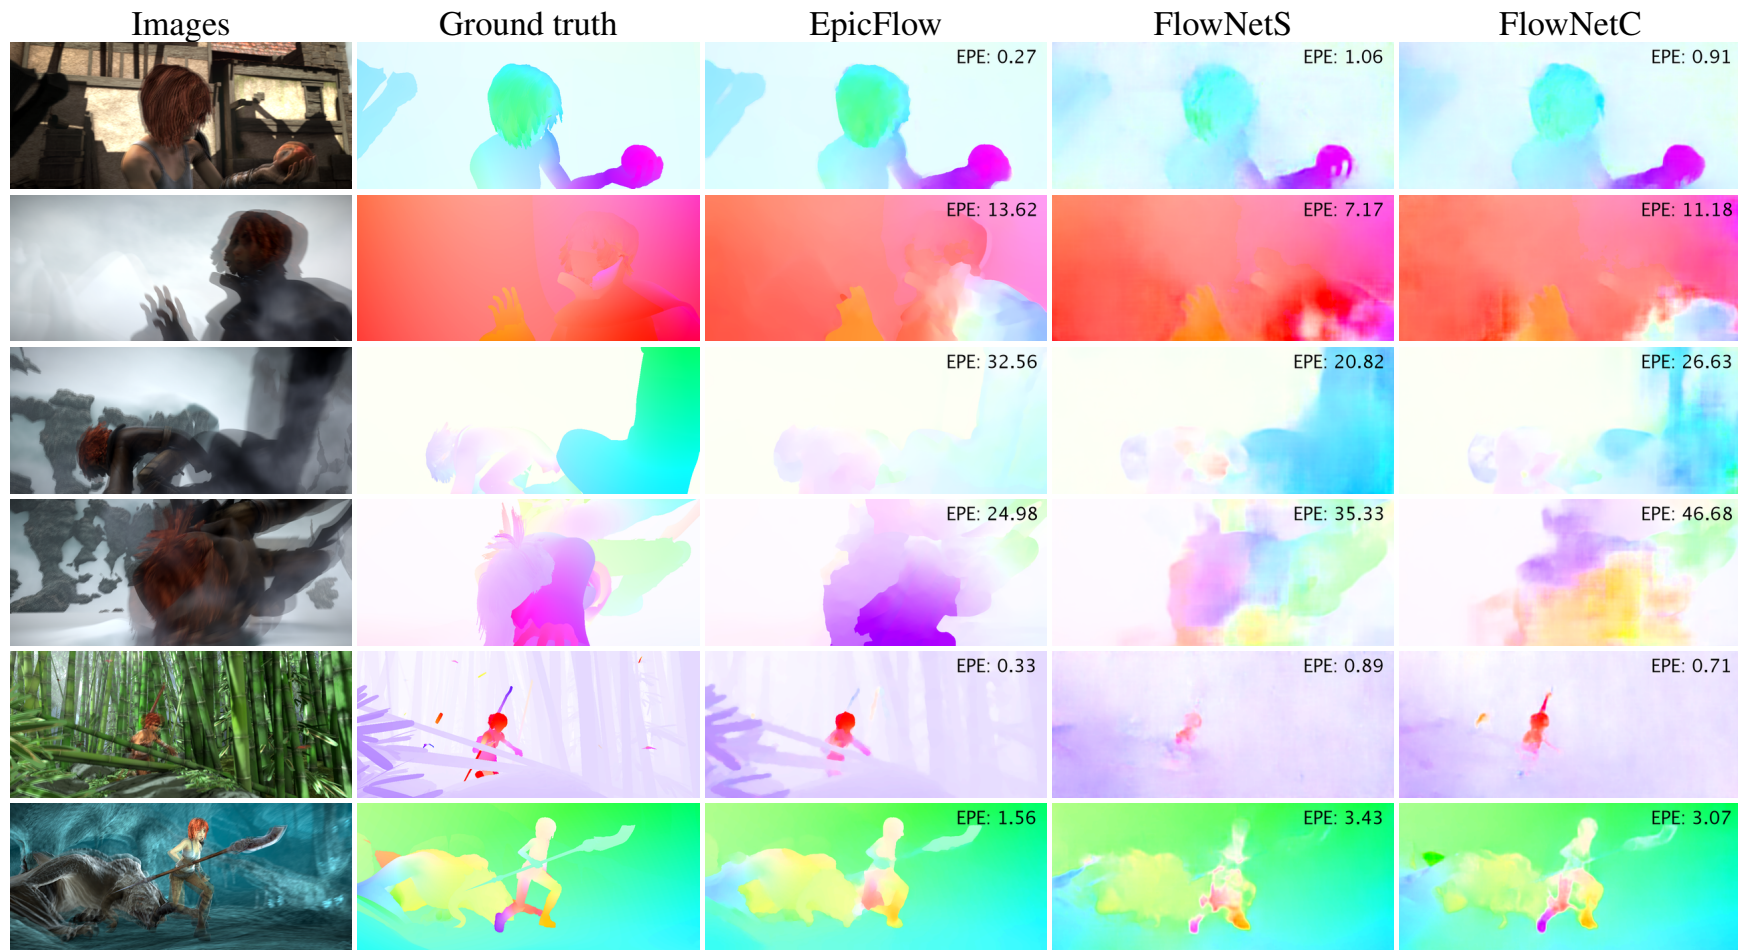 Images Ground truth EpicFlow FlowNetS FlowNetC
EPE: 0.27 EPE: 1.06 EPE: 0.91
EPE: 13.62 EPE: 7.17 EPE: 11.18
EPE: 32.56 EPE: 20.82 EPE: 26.63
EPE: 24.98 EPE: 35.33 EPE: 46.68
EPE: 0.33 EPE: 0.89 EPE: 0.71
EPE: 1.56 EPE: 3.43 EPE: 3.07